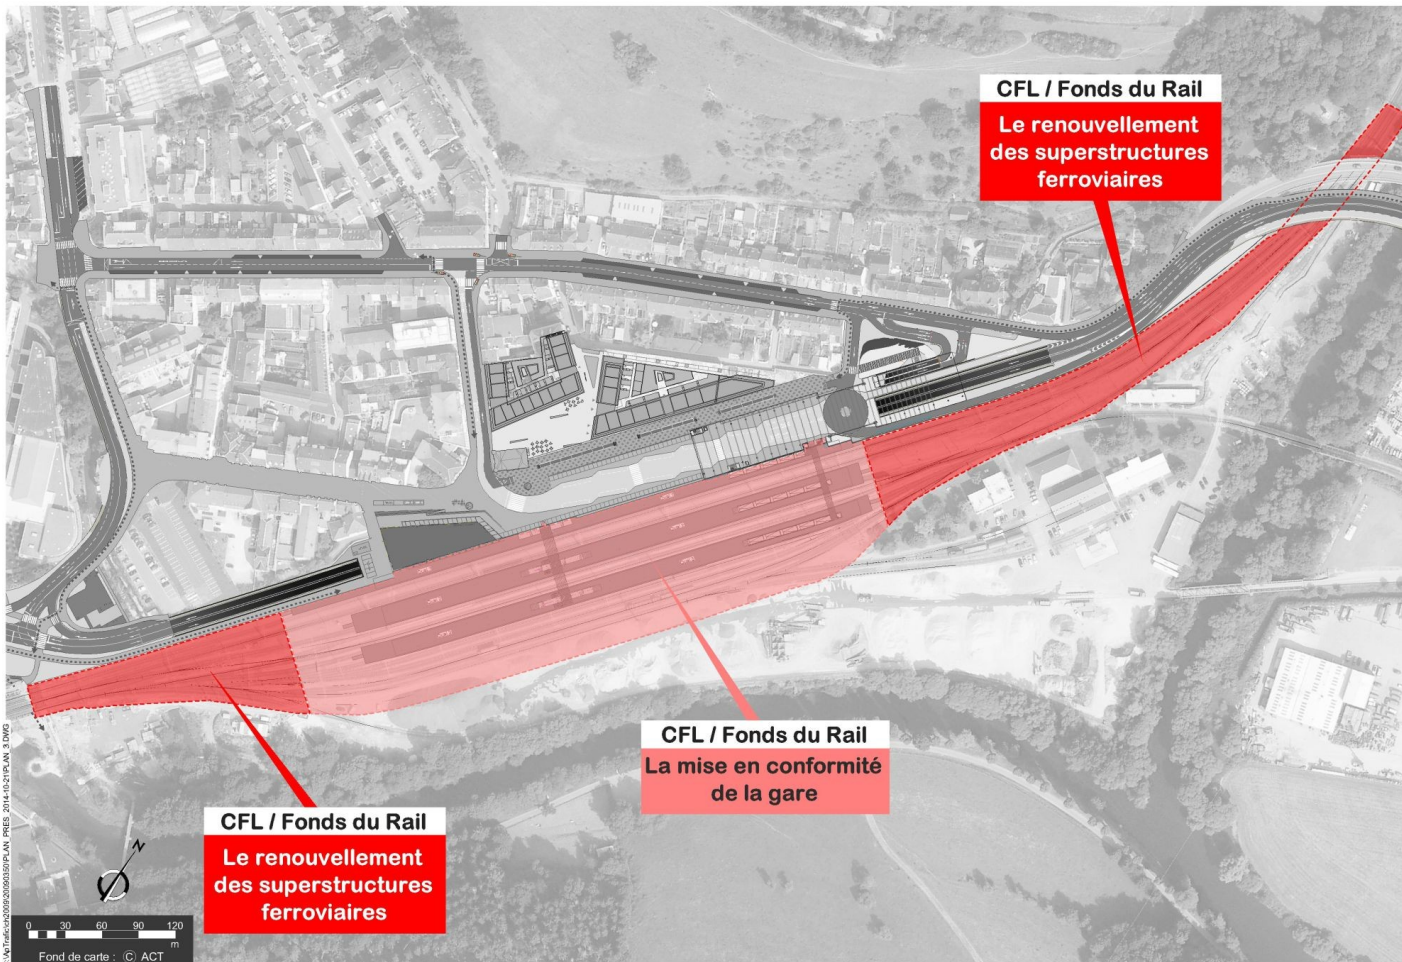 CFL / Fonds du Rail
Le renouvellement
des superstructures
ferroviaires
CFL / Fonds du Rail
La mise en conformité
de la gare
CFL / Fonds du Rail
Le renouvellement
des superstructures
ferroviaires
N
0 30 60 90 120
m
Fond de carte : © ACT